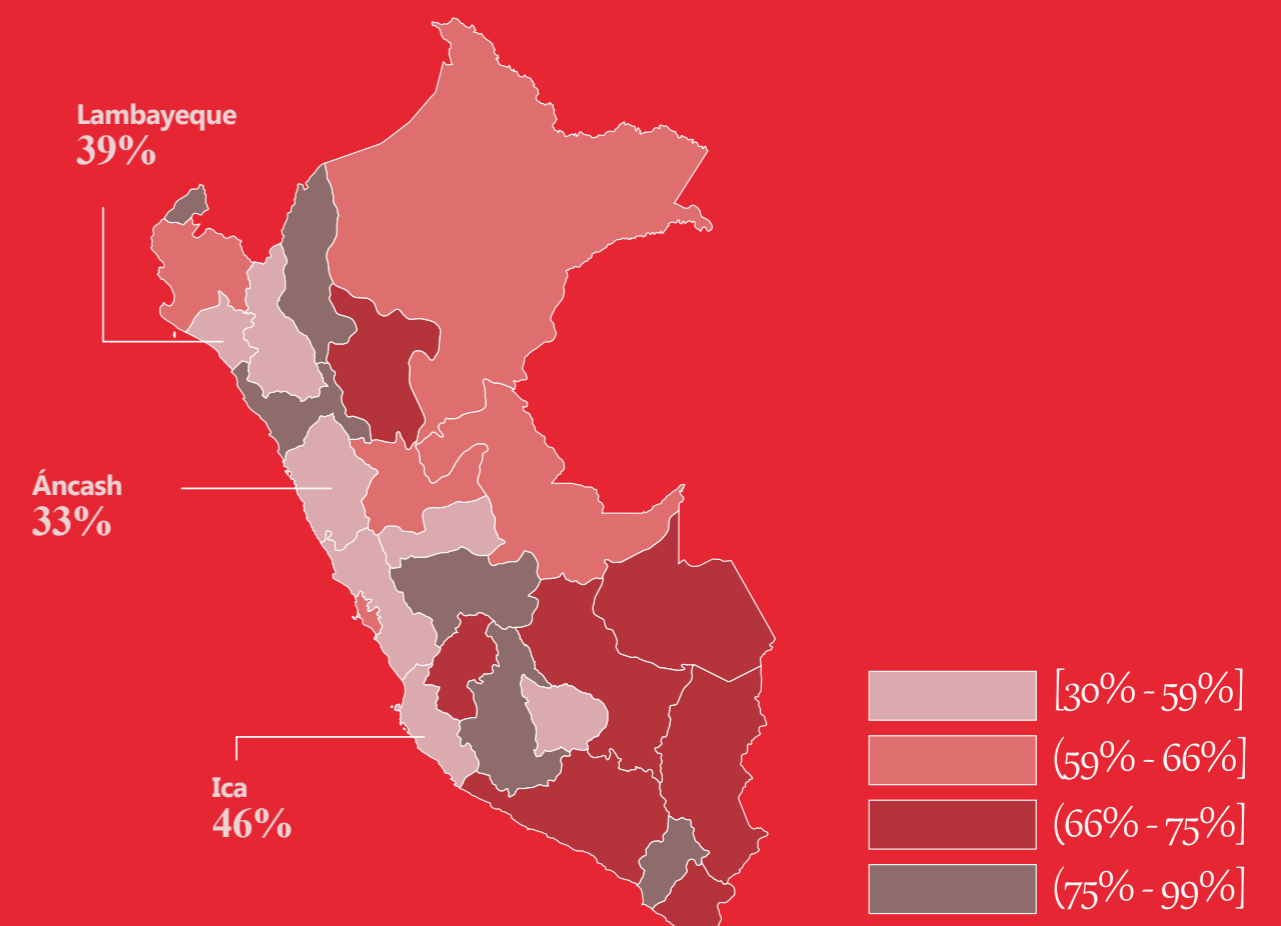 Lambayeque
39%
Áncash
33%
Ica
46%
[30% - 59%]
(59% - 66%]
(66% - 75%]
(75% - 99%]